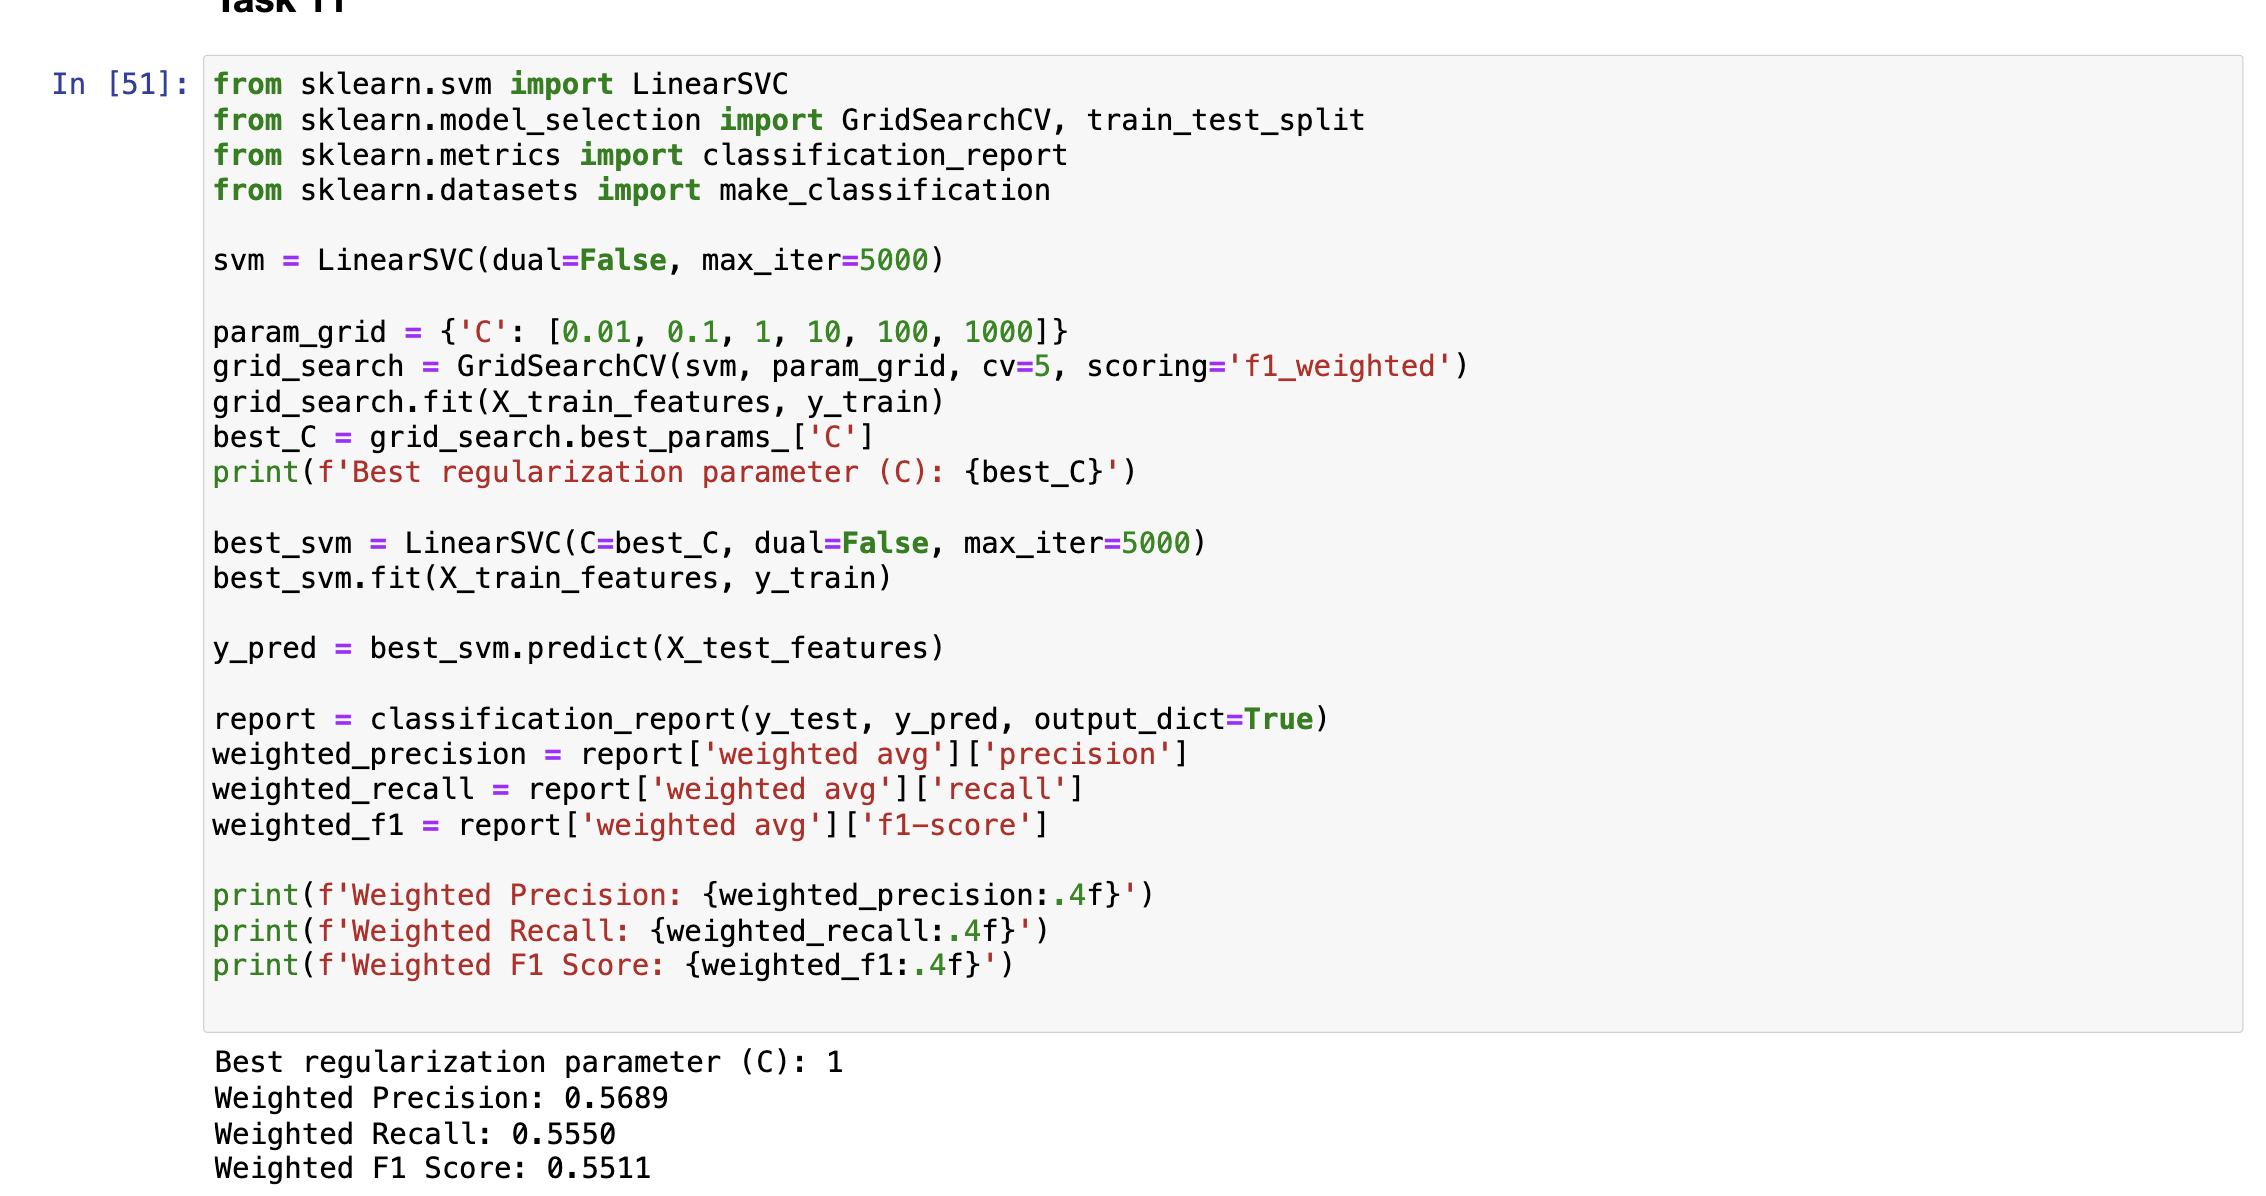 Task 11
In [51]:
from sklearn.svm import LinearSVC
from sklearn.model_selection import GridSearchCV, train_test_split
from sklearn.metrics import classification_report
from sklearn.datasets import make_classification
svm = LinearSVC(dual=False, max_iter=5000)
param_grid = {'C': [0.01, 0.1, 1, 10, 100, 1000]}
grid_search = GridSearchCV(svm, param_grid, cv=5, scoring='f1_weighted')
grid_search.fit(X_train_features, y_train)
best_C = grid_search.best_params_['C']
print(f'Best regularization parameter (C): {best_C}')
best_svm = LinearSVC(C=best_C, dual=False, max_iter=5000)
best_svm.fit(X_train_features, y_train)
y_pred = best_svm.predict(X_test_features)
report = classification_report(y_test, y_pred, output_dict=True)
weighted_precision = report['weighted avg']['precision']
weighted_recall = report['weighted avg']['recall']
weighted_f1 = report['weighted avg']['f1-score']
print(f'Weighted Precision: {weighted_precision:.4f}')
print(f'Weighted Recall: {weighted_recall:.4f}')
print(f'Weighted F1 Score: {weighted_f1:.4f}')
Best regularization parameter (C): 1
Weighted Precision: 0.5689
Weighted Recall: 0.5550
Weighted F1 Score: 0.5511